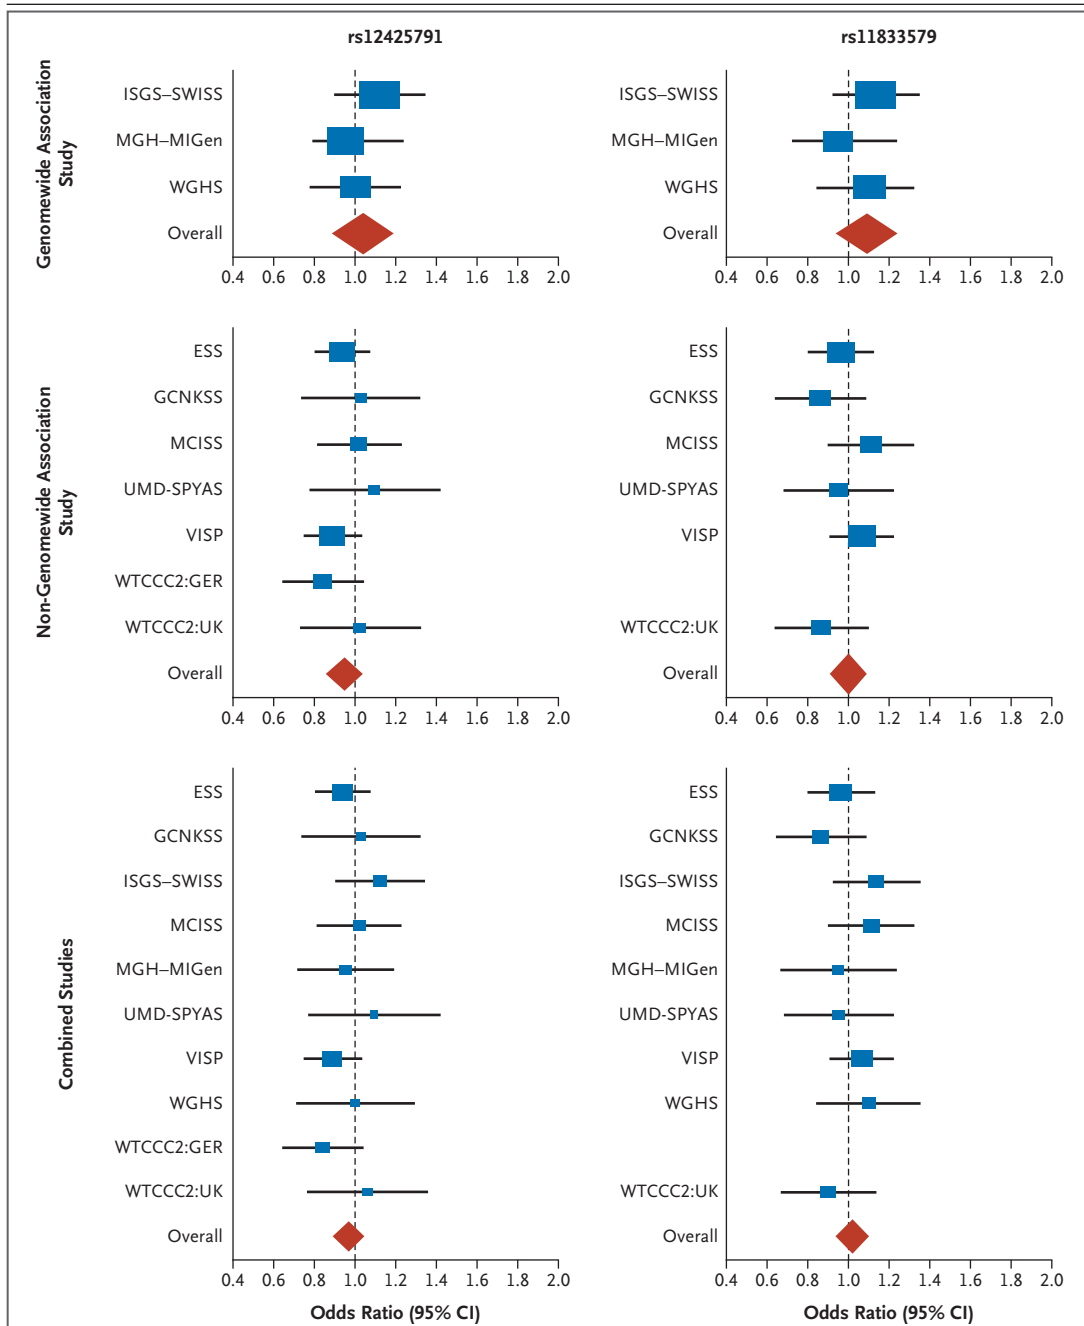 rs12425791
rs11833579
Genomewide Association
Study
ISGS–SWISS
MGH–MIGen
WGHS
Overall
0.4 0.6 0.8 1.0 1.2 1.4 1.6 1.8 2.0
ISGS–SWISS
MGH–MIGen
WGHS
Overall
0.4 0.6 0.8 1.0 1.2 1.4 1.6 1.8 2.0
Non-Genomewide Association
Study
ESS
GCNKSS
MCISS
UMD-SPYAS
VISP
WTCCC2:GER
WTCCC2:UK
Overall
0.4 0.6 0.8 1.0 1.2 1.4 1.6 1.8 2.0
ESS
GCNKSS
MCISS
UMD-SPYAS
VISP
WTCCC2:UK
Overall
0.4 0.6 0.8 1.0 1.2 1.4 1.6 1.8 2.0
Combined Studies
ESS
GCNKSS
ISGS–SWISS
MCISS
MGH–MIGen
UMD-SPYAS
VISP
WGHS
WTCCC2:GER
WTCCC2:UK
Overall
0.4 0.6 0.8 1.0 1.2 1.4 1.6 1.8 2.0
Odds Ratio (95% CI)
ESS
GCNKSS
ISGS–SWISS
MCISS
MGH–MIGen
UMD-SPYAS
VISP
WGHS
WTCCC2:UK
Overall
0.4 0.6 0.8 1.0 1.2 1.4 1.6 1.8 2.0
Odds Ratio (95% CI)